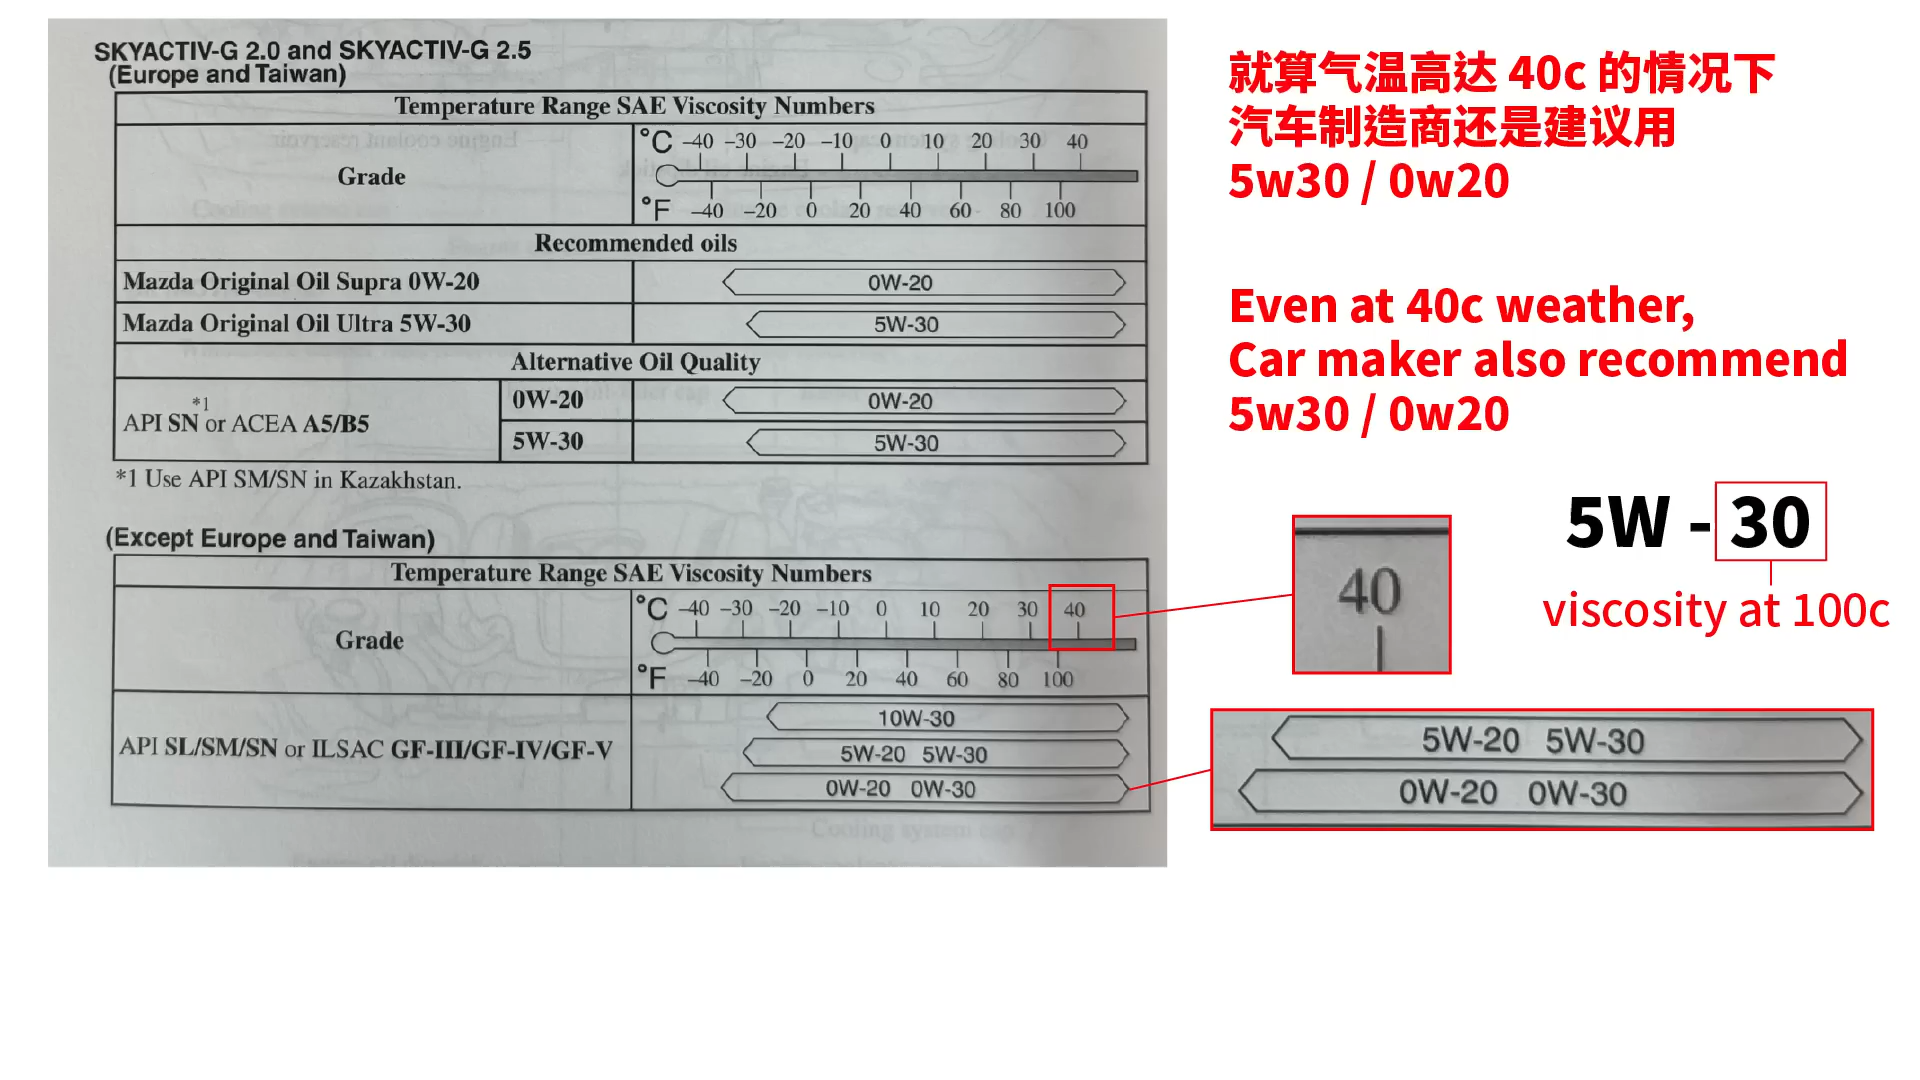 SKYACTIV-G 2.0 and SKYACTIV-G 2.5
(Europe and Taiwan)
Temperature Range SAE Viscosity Numbers
Grade
°C –40 –30 –20 –10 0 10 20 30 40
°F –40 –20 0 20 40 60 80 100
Recommended oils
Mazda Original Oil Supra 0W-20 0W-20
Mazda Original Oil Ultra 5W-30 5W-30
Alternative Oil Quality
API SN*1 or ACEA A5/B5
0W-20 0W-20
5W-30 5W-30
*1 Use API SM/SN in Kazakhstan.
(Except Europe and Taiwan)
Temperature Range SAE Viscosity Numbers
Grade
°C –40 –30 –20 –10 0 10 20 30 40
°F –40 –20 0 20 40 60 80 100
API SL/SM/SN or ILSAC GF-III/GF-IV/GF-V
10W-30
5W-20 5W-30
0W-20 0W-30
就算气温高达 40c 的情况下
汽车制造商还是建议用
5w30 / 0w20
Even at 40c weather,
Car maker also recommend
5w30 / 0w20
40
5W - 30
viscosity at 100c
5W-20 5W-30
0W-20 0W-30